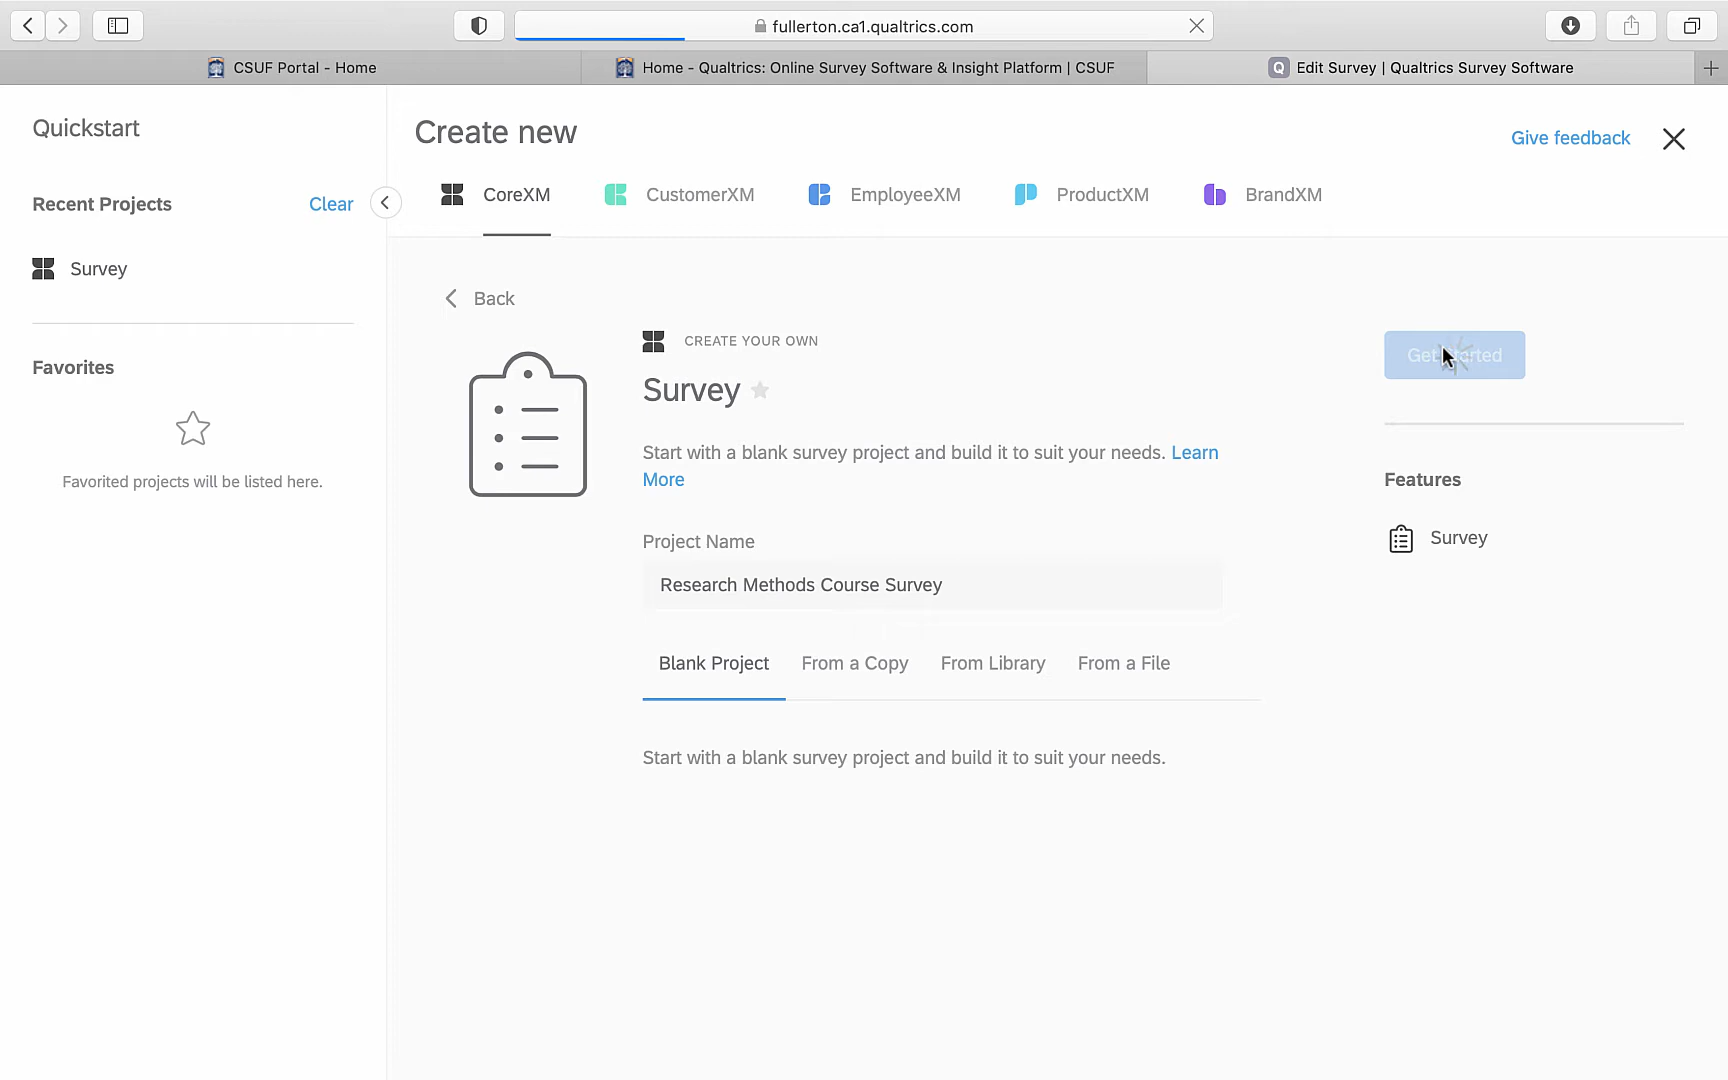 fullerton.ca1.qualtrics.com
CSUF Portal - Home
Home - Qualtrics: Online Survey Software & Insight Platform | CSUF
Q Edit Survey | Qualtrics Survey Software
Quickstart
Recent Projects
Clear
Survey
Favorites
Favorited projects will be listed here.
Create new
Give feedback
CoreXM
CustomerXM
EmployeeXM
ProductXM
BrandXM
Back
CREATE YOUR OWN
Survey
Start with a blank survey project and build it to suit your needs. Learn
More
Project Name
Research Methods Course Survey
Blank Project
From a Copy
From Library
From a File
Start with a blank survey project and build it to suit your needs.
Get Started
Features
Survey